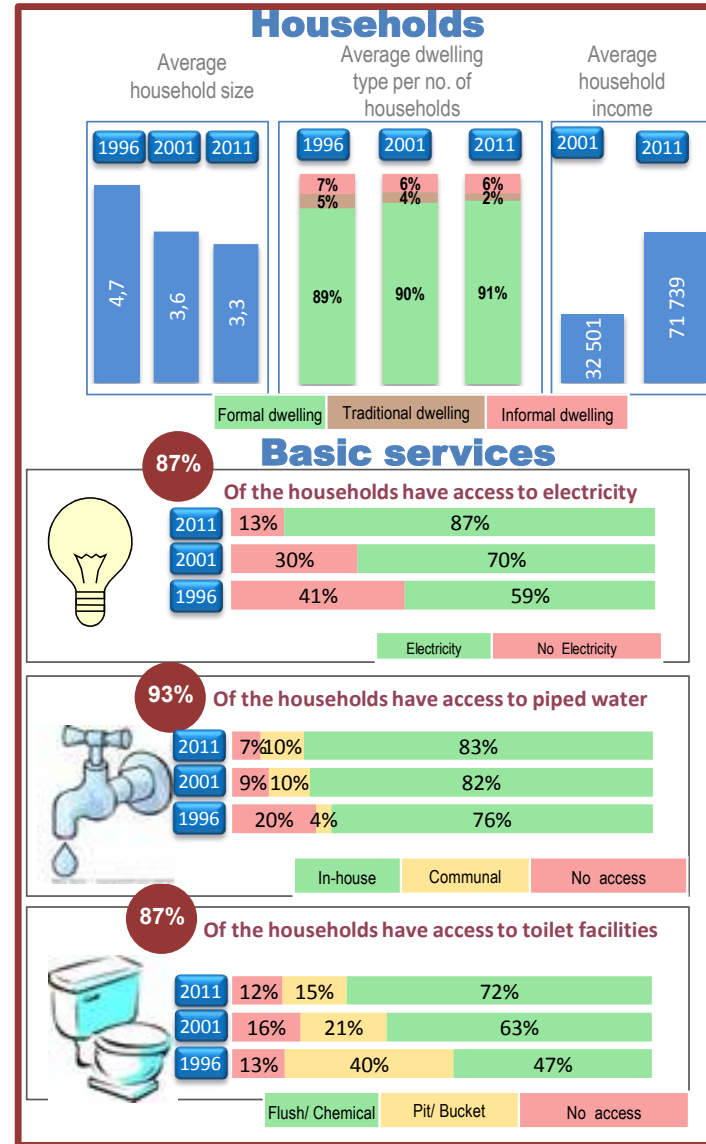 Households
Average
household size
Average dwelling
type per no. of
households
Average
household
income
1996 2001 2011
4,7 3,6 3,3
1996 2001 2011
7% 6% 6%
5% 4% 2%
89% 90% 91%
2001 2011
32 501 71 739
Formal dwelling Traditional dwelling Informal dwelling
Basic services
87%
Of the households have access to electricity
2011 13% 87%
2001 30% 70%
1996 41% 59%
Electricity No Electricity
93%
Of the households have access to piped water
2011 7% 10% 83%
2001 9% 10% 82%
1996 20% 4% 76%
In-house Communal No access
87%
Of the households have access to toilet facilities
2011 12% 15% 72%
2001 16% 21% 63%
1996 13% 40% 47%
Flush/ Chemical Pit/ Bucket No access